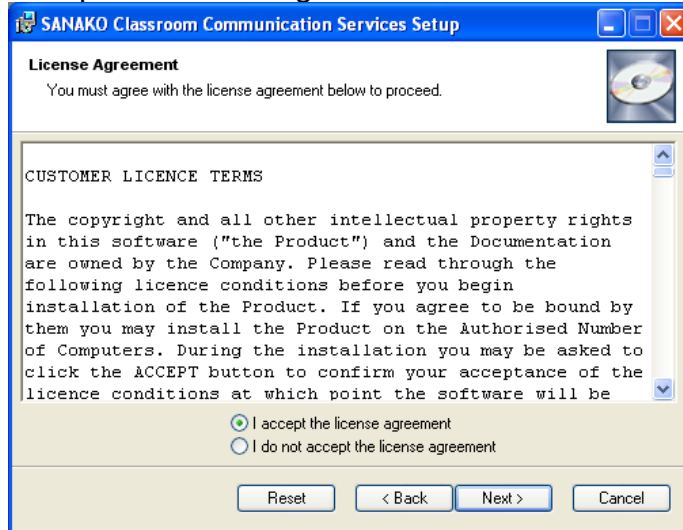 SANAKO Classroom Communication Services Setup
License Agreement
You must agree with the license agreement below to proceed.
CUSTOMER LICENCE TERMS
The copyright and all other intellectual property rights
in this software ("the Product") and the Documentation
are owned by the Company. Please read through the
following licence conditions before you begin
installation of the Product. If you agree to be bound by
them you may install the Product on the Authorised Number
of Computers. During the installation you may be asked to
click the ACCEPT button to confirm your acceptance of the
licence conditions at which point the software will be
I accept the license agreement
I do not accept the license agreement
Reset < Back Next > Cancel